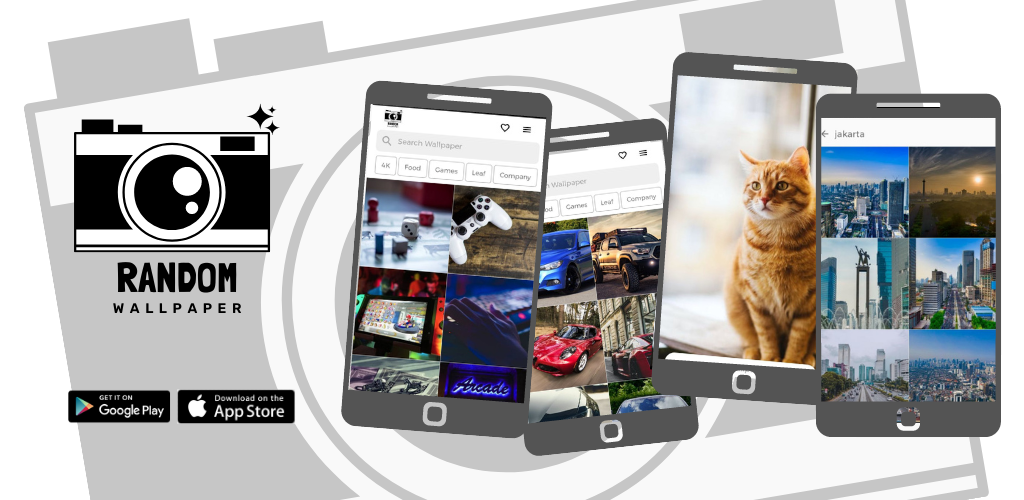 RANDOM
WALLPAPER
GET IT ON
Google Play
Download on the
App Store
Search Wallpaper
4K
Food
Games
Leaf
Company
Arcade
Wallpaper
Games
Leaf
Company
jakarta